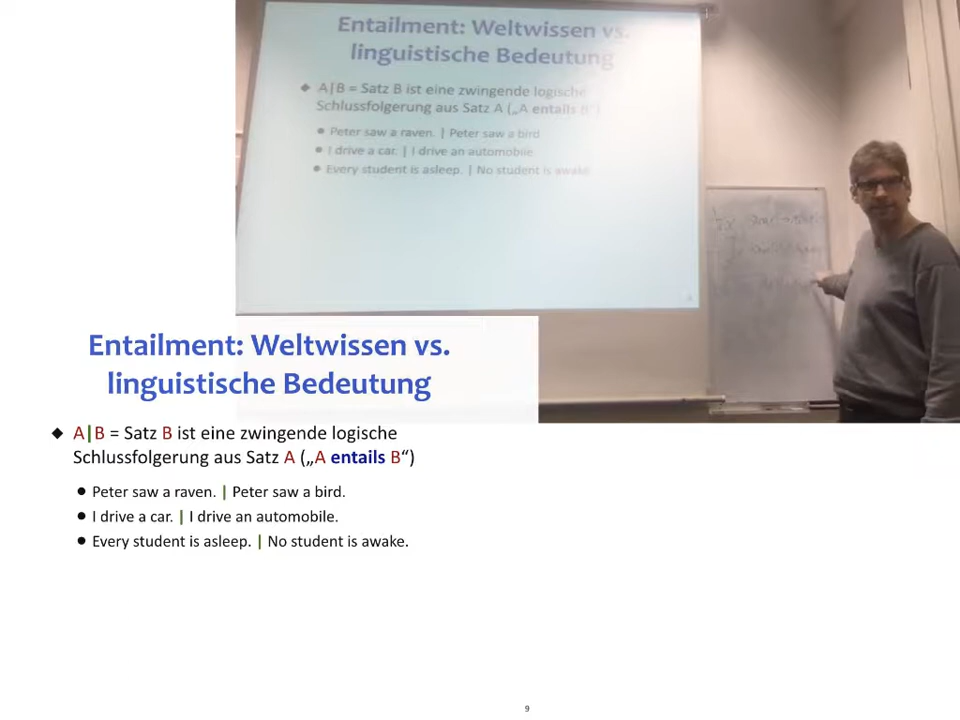 Entailment: Weltwissen vs.
linguistische Bedeutung
◆ A|B = Satz B ist eine zwingende logische
Schlussfolgerung aus Satz A („A entails B“)
● Peter saw a raven. | Peter saw a bird
● I drive a car. | I drive an automobile
● Every student is asleep. | No student is awake
Entailment: Weltwissen vs.
linguistische Bedeutung
◆ A|B = Satz B ist eine zwingende logische
Schlussfolgerung aus Satz A („A entails B“)
● Peter saw a raven. | Peter saw a bird.
● I drive a car. | I drive an automobile.
● Every student is asleep. | No student is awake.
9